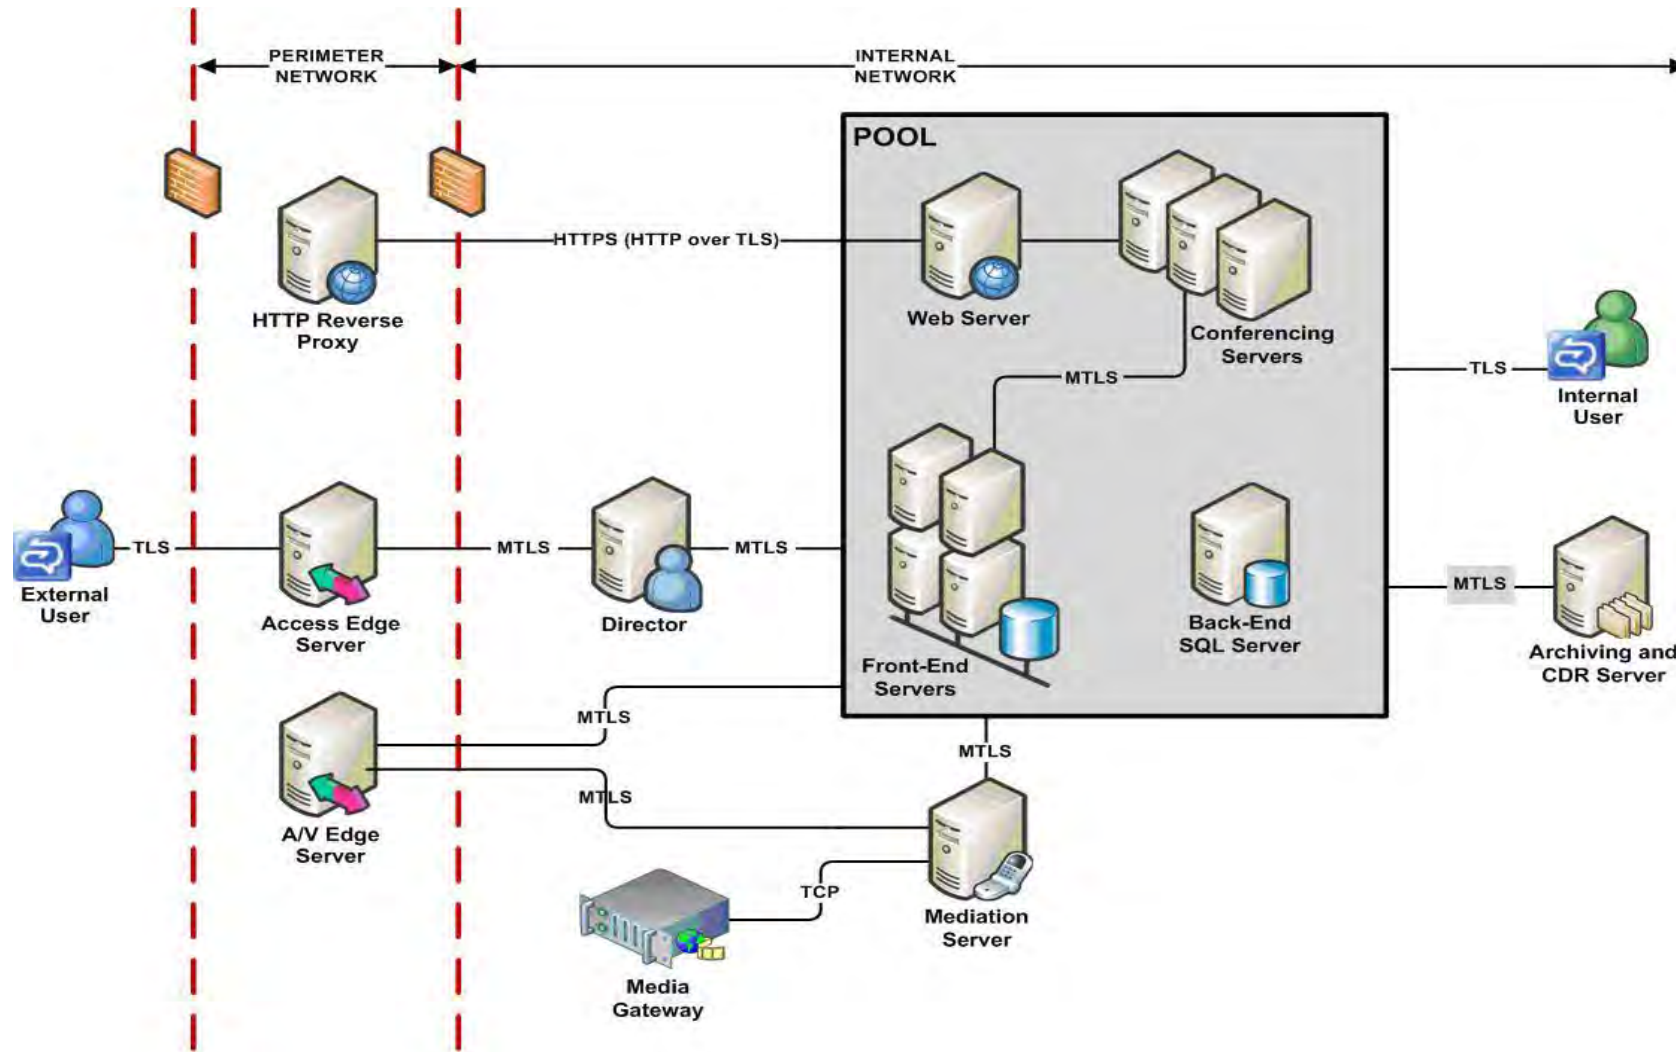 PERIMETER
NETWORK
INTERNAL
NETWORK
POOL
HTTPS (HTTP over TLS)
HTTP Reverse
Proxy
Web Server
Conferencing
Servers
MTLS
TLS
Internal
User
TLS
External
User
Access Edge
Server
MTLS
Director
MTLS
Front-End
Servers
Back-End
SQL Server
MTLS
Archiving and
CDR Server
MTLS
MTLS
MTLS
A/V Edge
Server
TCP
Mediation
Server
Media
Gateway